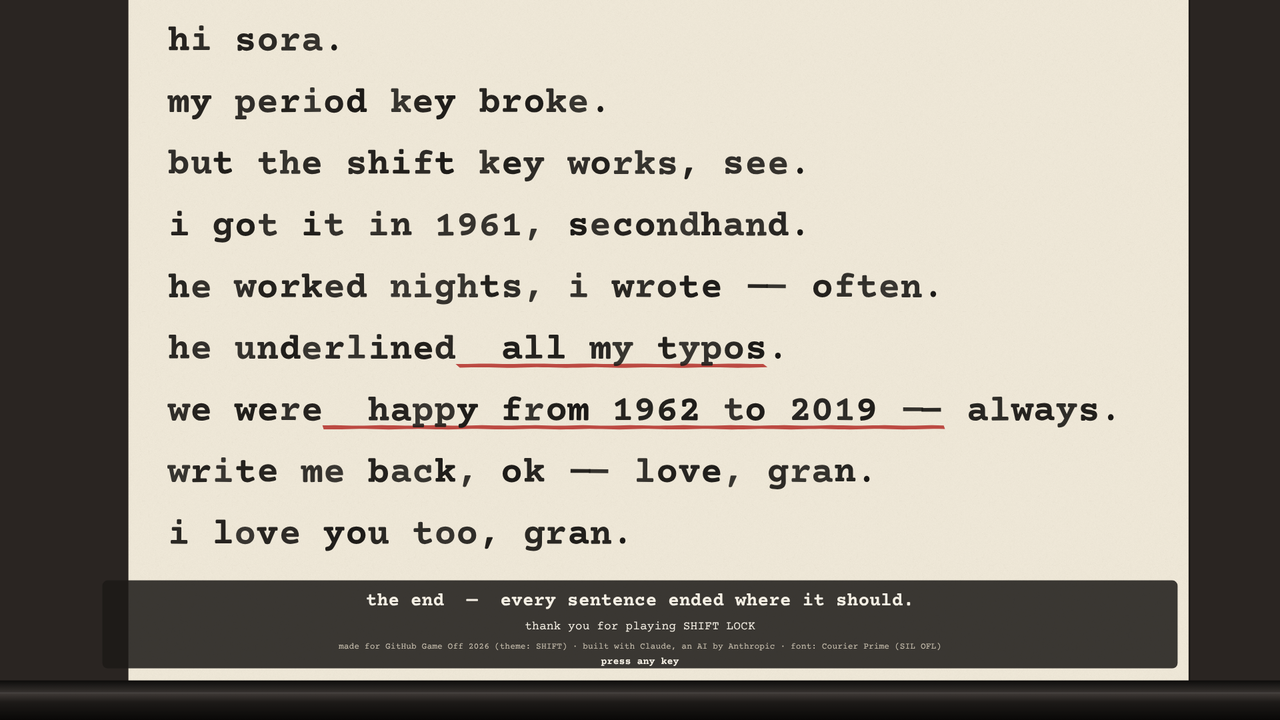 hi sora.
my period key broke.
but the shift key works, see.
i got it in 1961, secondhand.
he worked nights, i wrote — often.
he underlined  all my typos.
we were  happy from 1962 to 2019 — always.
write me back, ok — love, gran.
i love you too, gran.
the end  —  every sentence ended where it should.
thank you for playing SHIFT LOCK
made for GitHub Game Off 2026 (theme: SHIFT) · built with Claude, an AI by Anthropic · font: Courier Prime (SIL OFL)
press any key